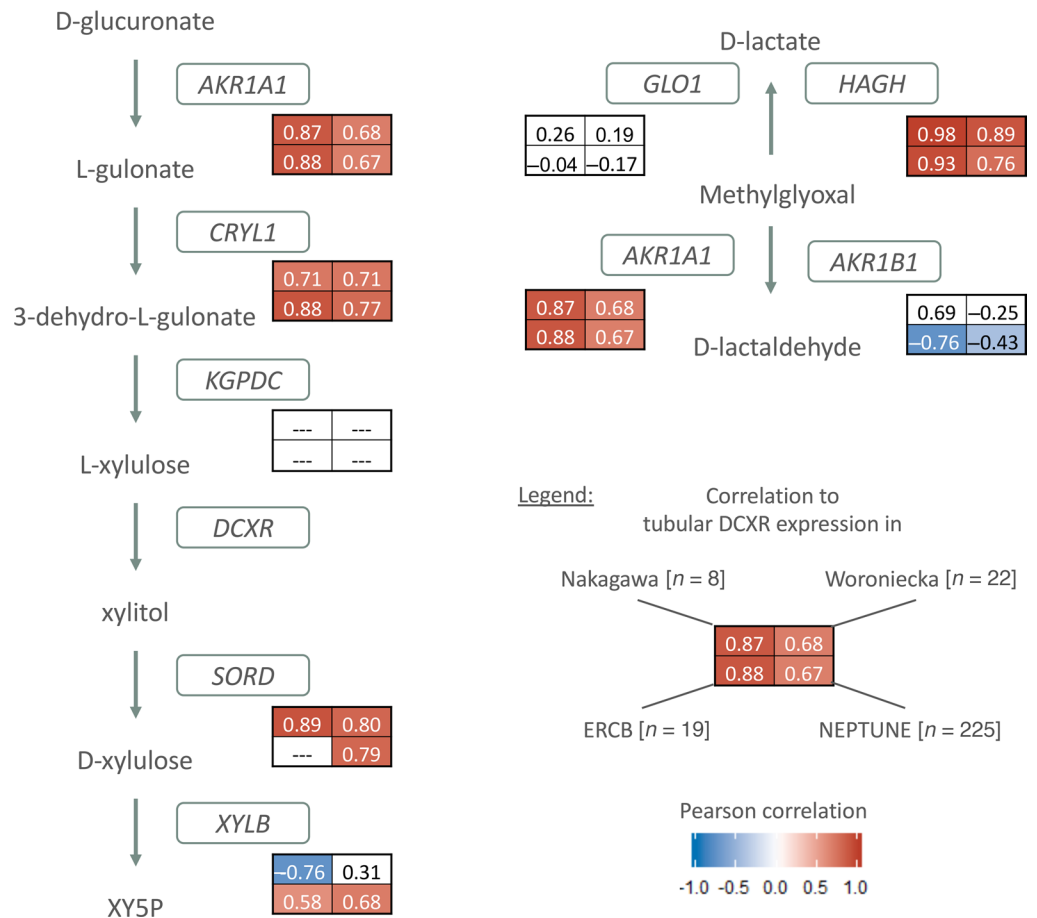 D-glucuronate
AKR1A1
0.87 0.68
0.88 0.67
L-gulonate
CRYL1
0.71 0.71
0.88 0.77
3-dehydro-L-gulonate
KGPDC
--- ---
--- ---
L-xylulose
DCXR
xylitol
SORD
0.89 0.80
--- 0.79
D-xylulose
XYLB
–0.76 0.31
0.58 0.68
XY5P
D-lactate
GLO1 HAGH
0.26 0.19
–0.04 –0.17
0.98 0.89
0.93 0.76
Methylglyoxal
AKR1A1 AKR1B1
0.87 0.68
0.88 0.67
0.69 –0.25
–0.76 –0.43
D-lactaldehyde
Legend:
Correlation to
tubular DCXR expression in
Nakagawa [n = 8] Woroniecka [n = 22]
0.87 0.68
0.88 0.67
ERCB [n = 19] NEPTUNE [n = 225]
Pearson correlation
-1.0 -0.5 0.0 0.5 1.0